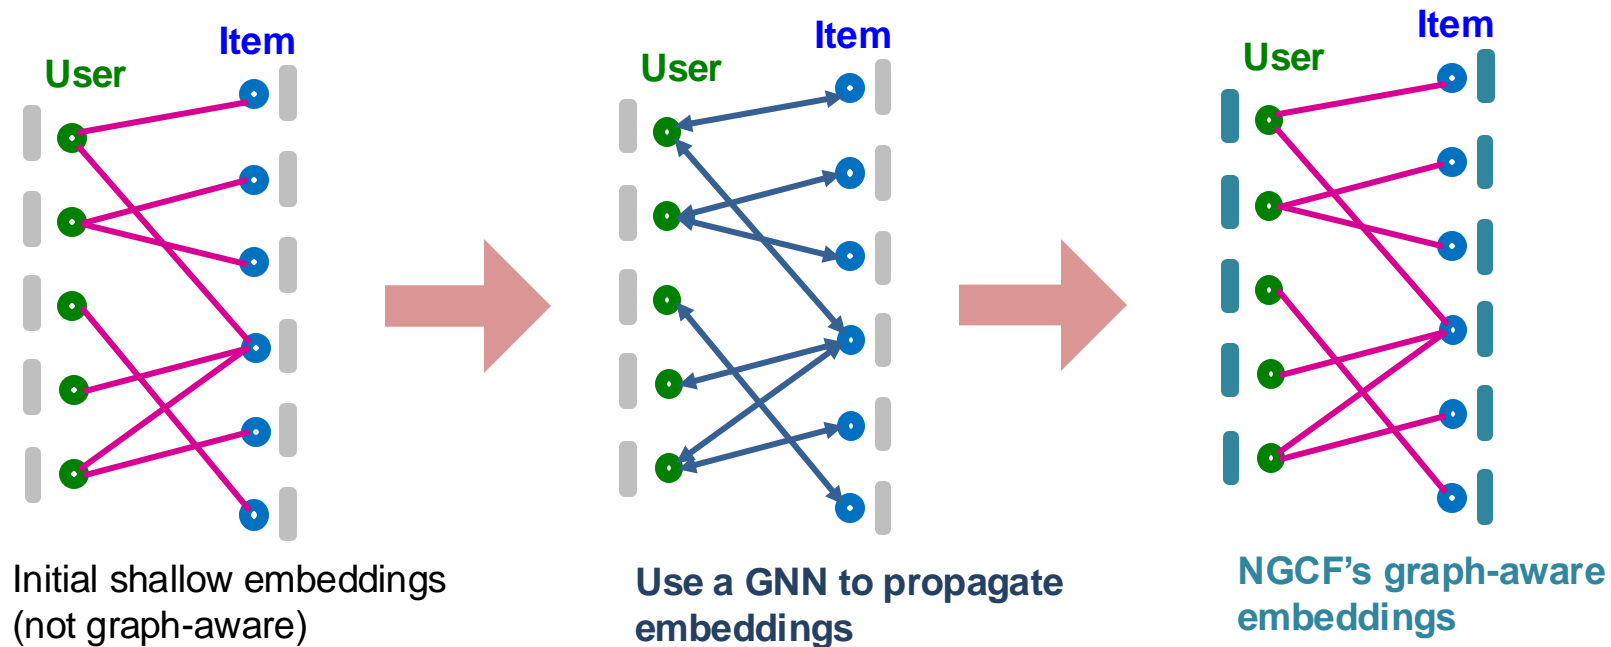 User
Item
User
Item
User
Item
Initial shallow embeddings
(not graph-aware)
Use a GNN to propagate
embeddings
NGCF’s graph-aware
embeddings